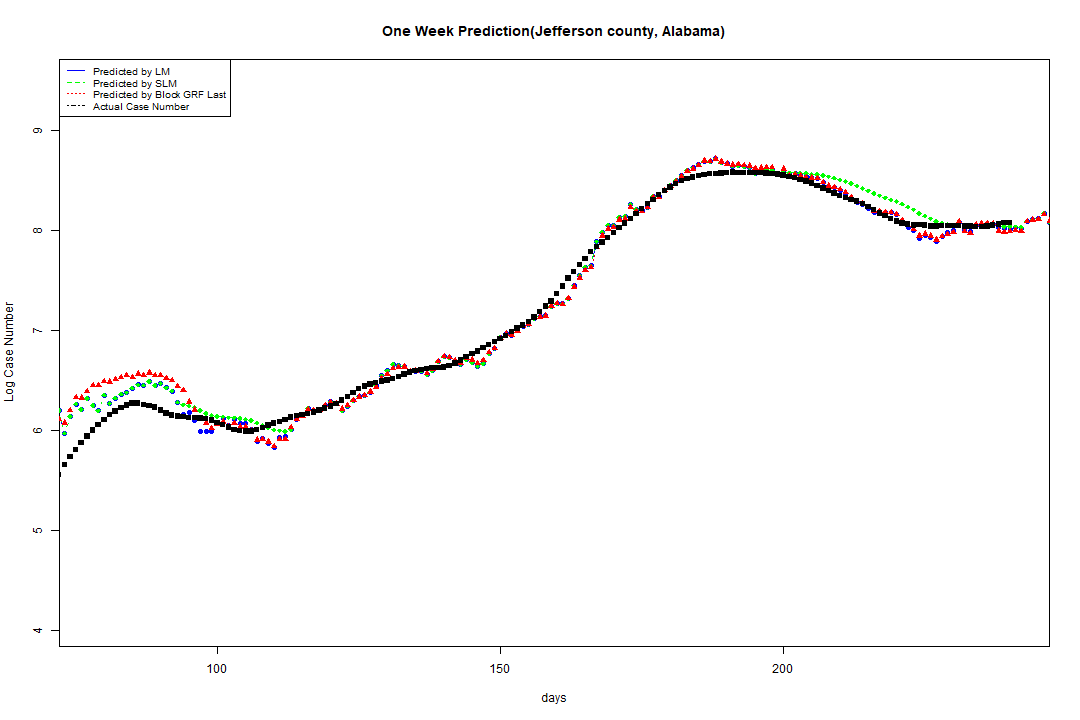 One Week Prediction(Jefferson county, Alabama)
Predicted by LM
Predicted by SLM
Predicted by Block GRF Last
Actual Case Number
9
8
7
6
5
4
Log Case Number
100 150 200
days